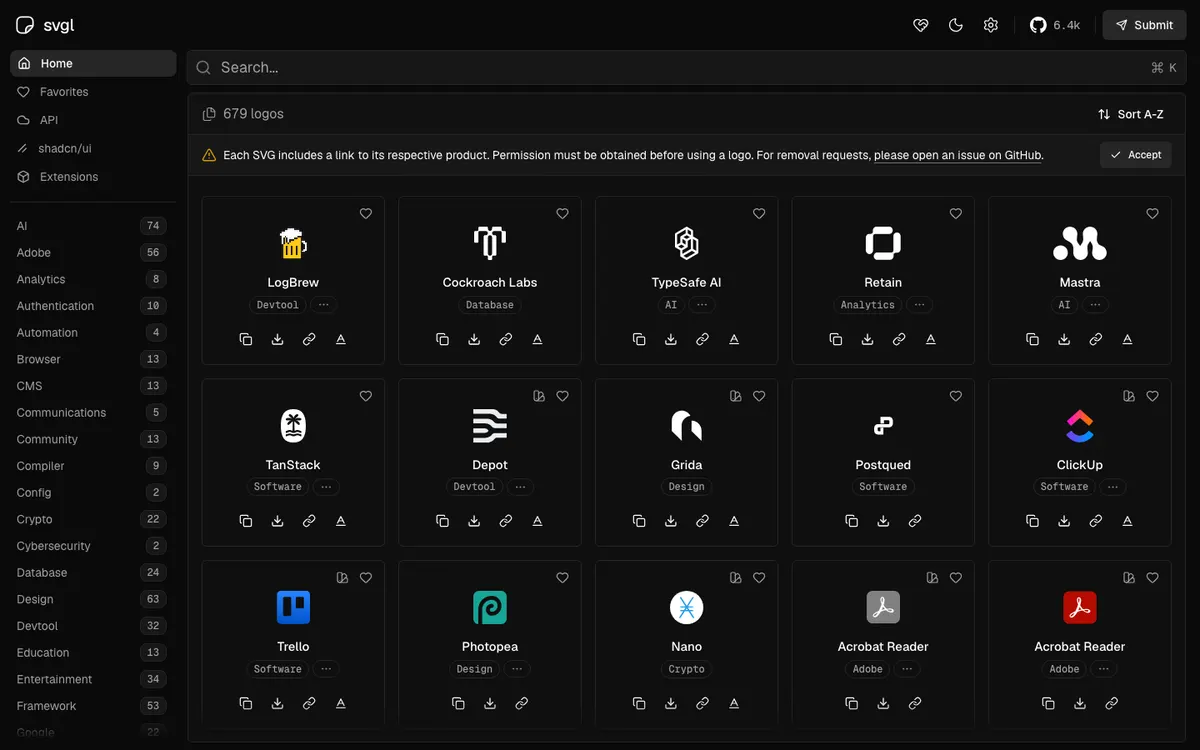 svgl
6.4k
Submit
Home
Favorites
API
shadcn/ui
Extensions
AI 74
Adobe 56
Analytics 8
Authentication 10
Automation 4
Browser 13
CMS 13
Communications 5
Community 13
Compiler 9
Config 2
Crypto 22
Cybersecurity 2
Database 24
Design 63
Devtool 32
Education 13
Entertainment 34
Framework 53
Google 22
Search...
⌘ K
679 logos
Sort A-Z
Each SVG includes a link to its respective product. Permission must be obtained before using a logo. For removal requests, please open an issue on GitHub.
Accept
LogBrew
Devtool ...
Cockroach Labs
Database
TypeSafe AI
AI ...
Retain
Analytics ...
Mastra
AI ...
TanStack
Software ...
Depot
Devtool ...
Grida
Design
Postqued
Software
ClickUp
Software ...
Trello
Software ...
Photopea
Design ...
Nano
Crypto
Acrobat Reader
Adobe ...
Acrobat Reader
Adobe ...